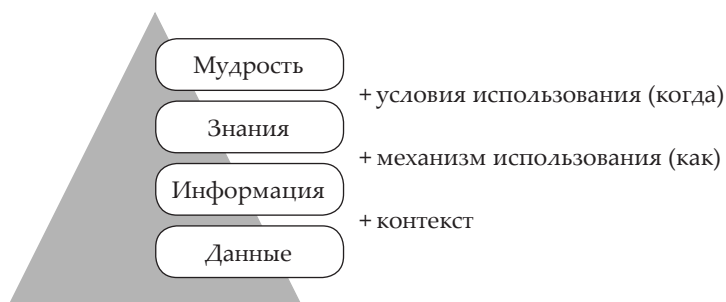 Мудрость
+ условия использования (когда)
Знания
+ механизм использования (как)
Информация
+ контекст
Данные